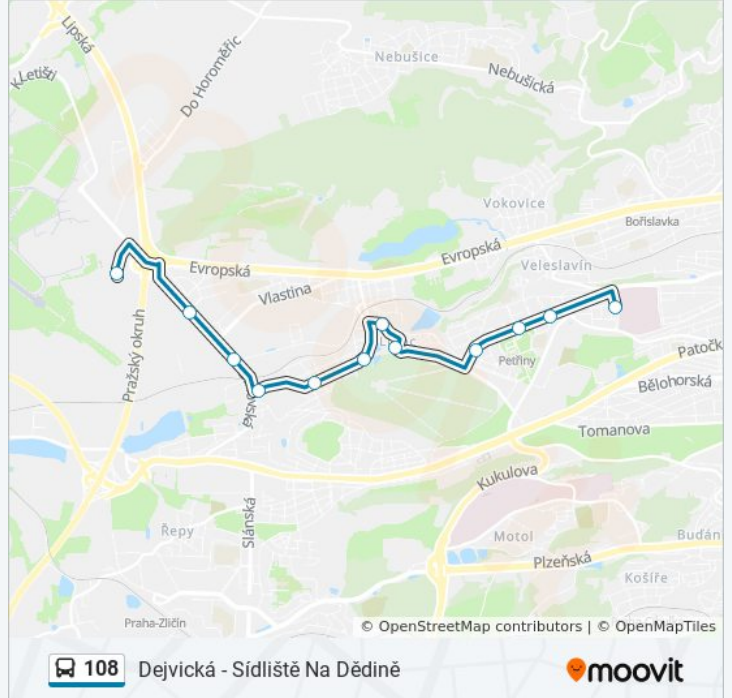 Lipská
K Letišti
Do Horoměřic
Nebušice
Nebušická
Vokovice
Bořislavka
Evropská
Veleslavín
Evropská
Vlastina
Pražský okruh
Petřiny
Patočk
Bělohorská
Tomanova
Kukulova
Slánská
Řepy
Motol
Buďán
Plzeňská
Košíře
Praha-Zličín
© OpenStreetMap contributors | © OpenMapTiles
108 Dejvická - Sídliště Na Dědině
moovit